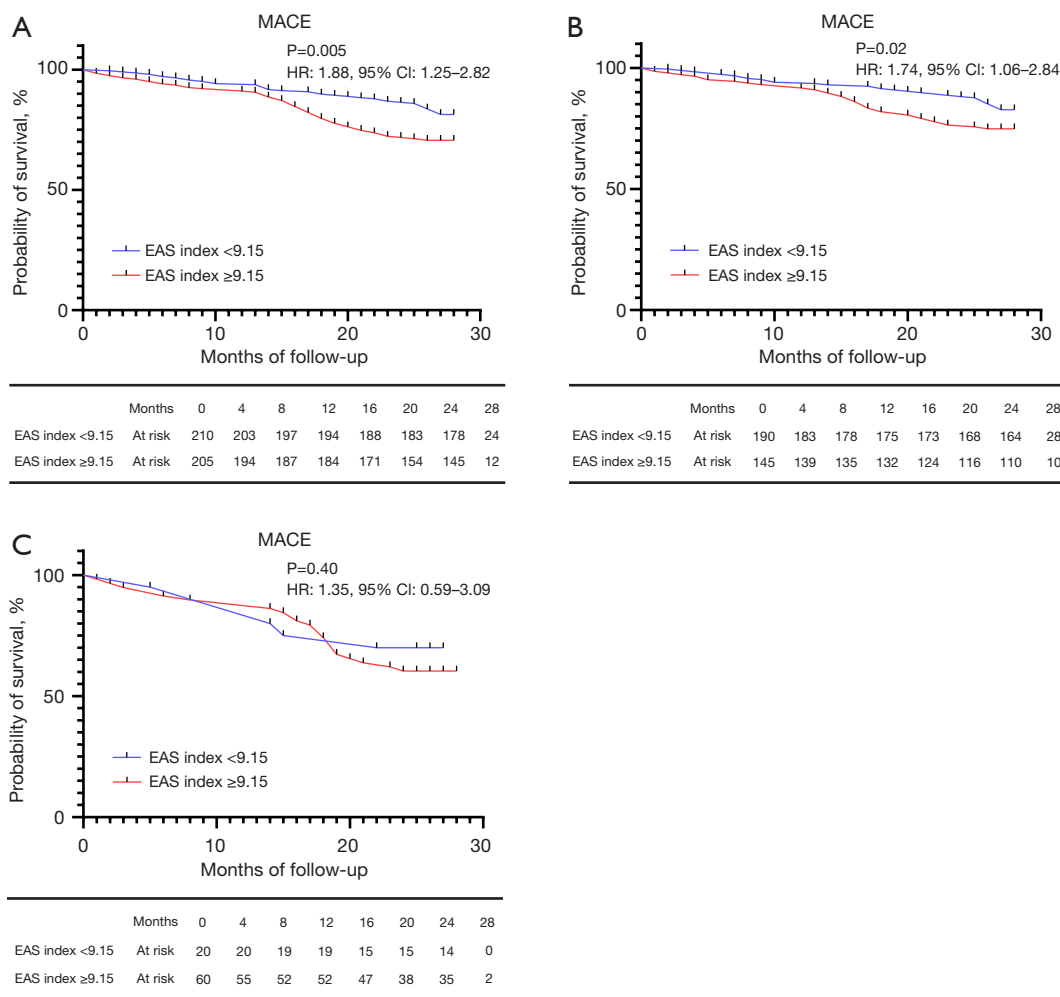 A
MACE
P=0.005
HR: 1.88, 95% CI: 1.25–2.82
Probability of survival, %
100
50
0
EAS index <9.15
EAS index ≥9.15
0 10 20 30
Months of follow-up
Months 0 4 8 12 16 20 24 28
EAS index <9.15 At risk 210 203 197 194 188 183 178 24
EAS index ≥9.15 At risk 205 194 187 184 171 154 145 12
B
MACE
P=0.02
HR: 1.74, 95% CI: 1.06–2.84
Probability of survival, %
100
50
0
EAS index <9.15
EAS index ≥9.15
0 10 20 30
Months of follow-up
Months 0 4 8 12 16 20 24 28
EAS index <9.15 At risk 190 183 178 175 173 168 164 28
EAS index ≥9.15 At risk 145 139 135 132 124 116 110 10
C
MACE
P=0.40
HR: 1.35, 95% CI: 0.59–3.09
Probability of survival, %
100
50
0
EAS index <9.15
EAS index ≥9.15
0 10 20 30
Months of follow-up
Months 0 4 8 12 16 20 24 28
EAS index <9.15 At risk 20 20 19 19 15 15 14 0
EAS index ≥9.15 At risk 60 55 52 52 47 38 35 2